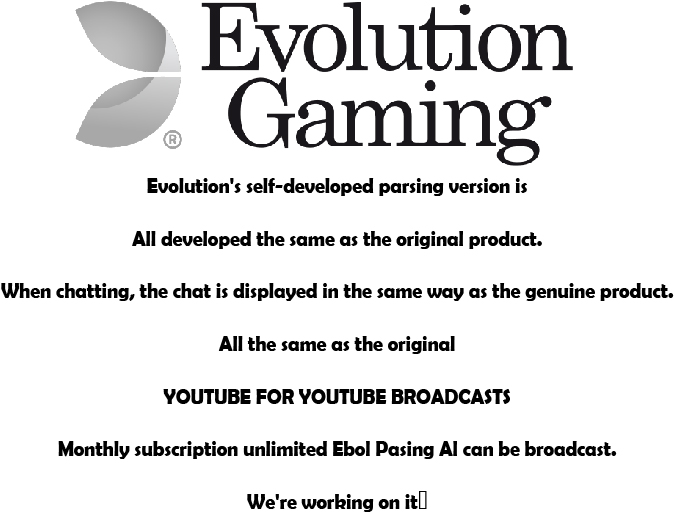 Evolution
Gaming
®
Evolution's self-developed parsing version is
All developed the same as the original product.
When chatting, the chat is displayed in the same way as the genuine product.
All the same as the original
YOUTUBE FOR YOUTUBE BROADCASTS
Monthly subscription unlimited Ebol Pasing AI can be broadcast.
We're working on it